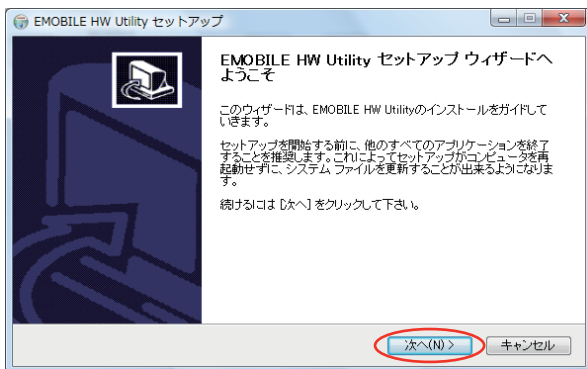 EMOBILE HW Utility セットアップ
EMOBILE HW Utility セットアップ ウィザードへ
ようこそ
このウィザードは、EMOBILE HW Utilityのインストールをガイドして
いきます。
セットアップを開始する前に、他のすべてのアプリケーションを終了
することを推奨します。これによってセットアップがコンピュータを再
起動せずに、システム ファイルを更新することが出来るようになりま
す。
続けるには [次へ] をクリックして下さい。
次へ(N) >
キャンセル